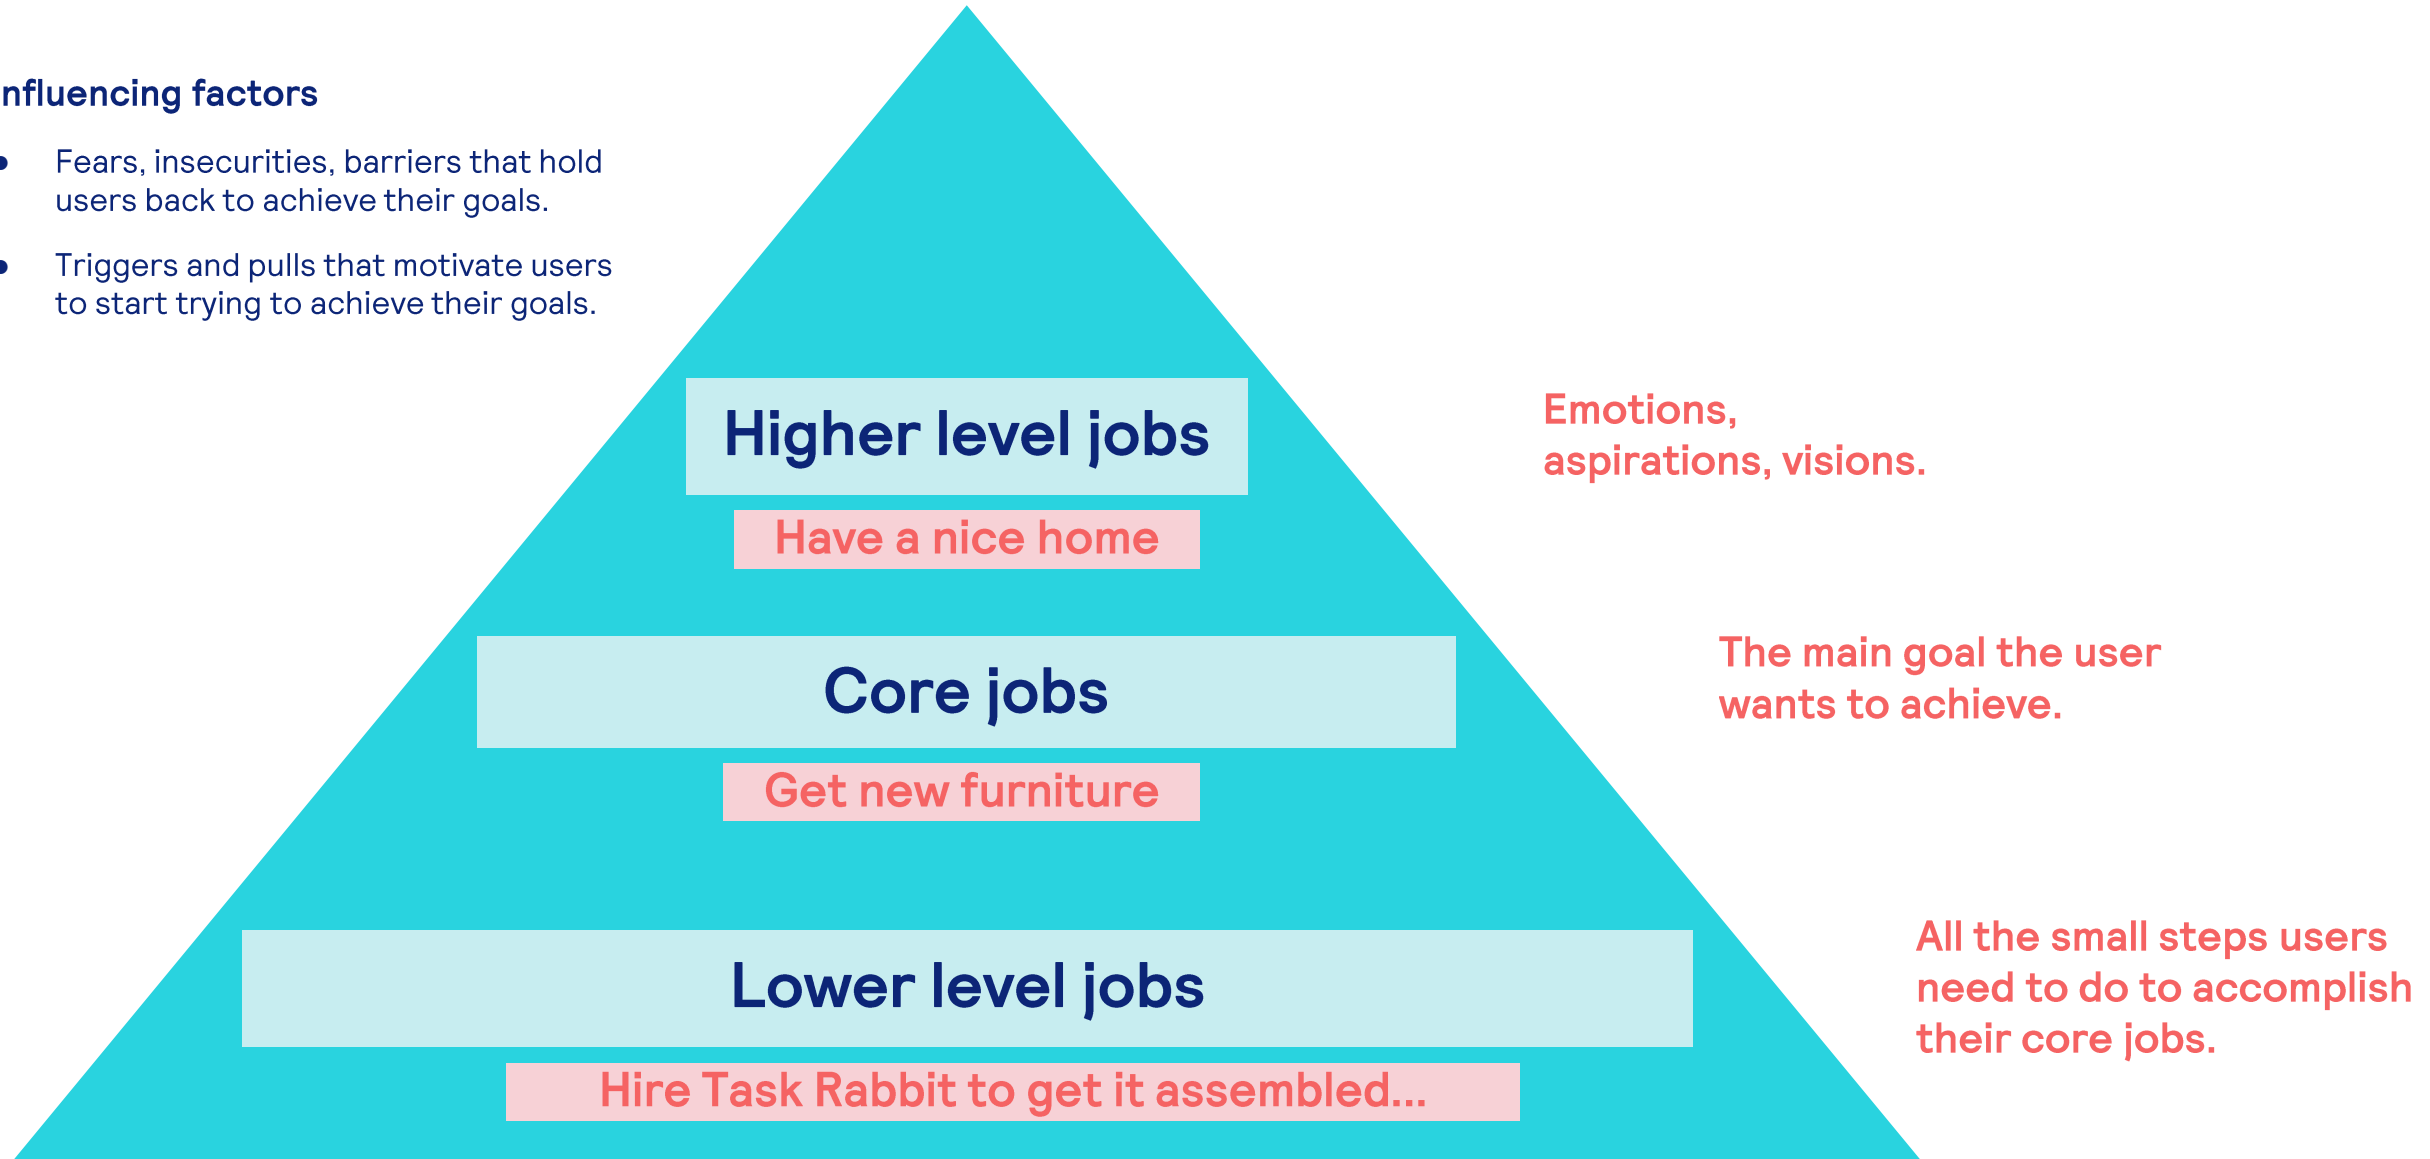 nfluencing factors
• Fears, insecurities, barriers that hold
users back to achieve their goals.
• Triggers and pulls that motivate users
to start trying to achieve their goals.
Higher level jobs
Have a nice home
Emotions,
aspirations, visions.
Core jobs
Get new furniture
The main goal the user
wants to achieve.
Lower level jobs
Hire Task Rabbit to get it assembled...
All the small steps users
need to do to accomplish
their core jobs.